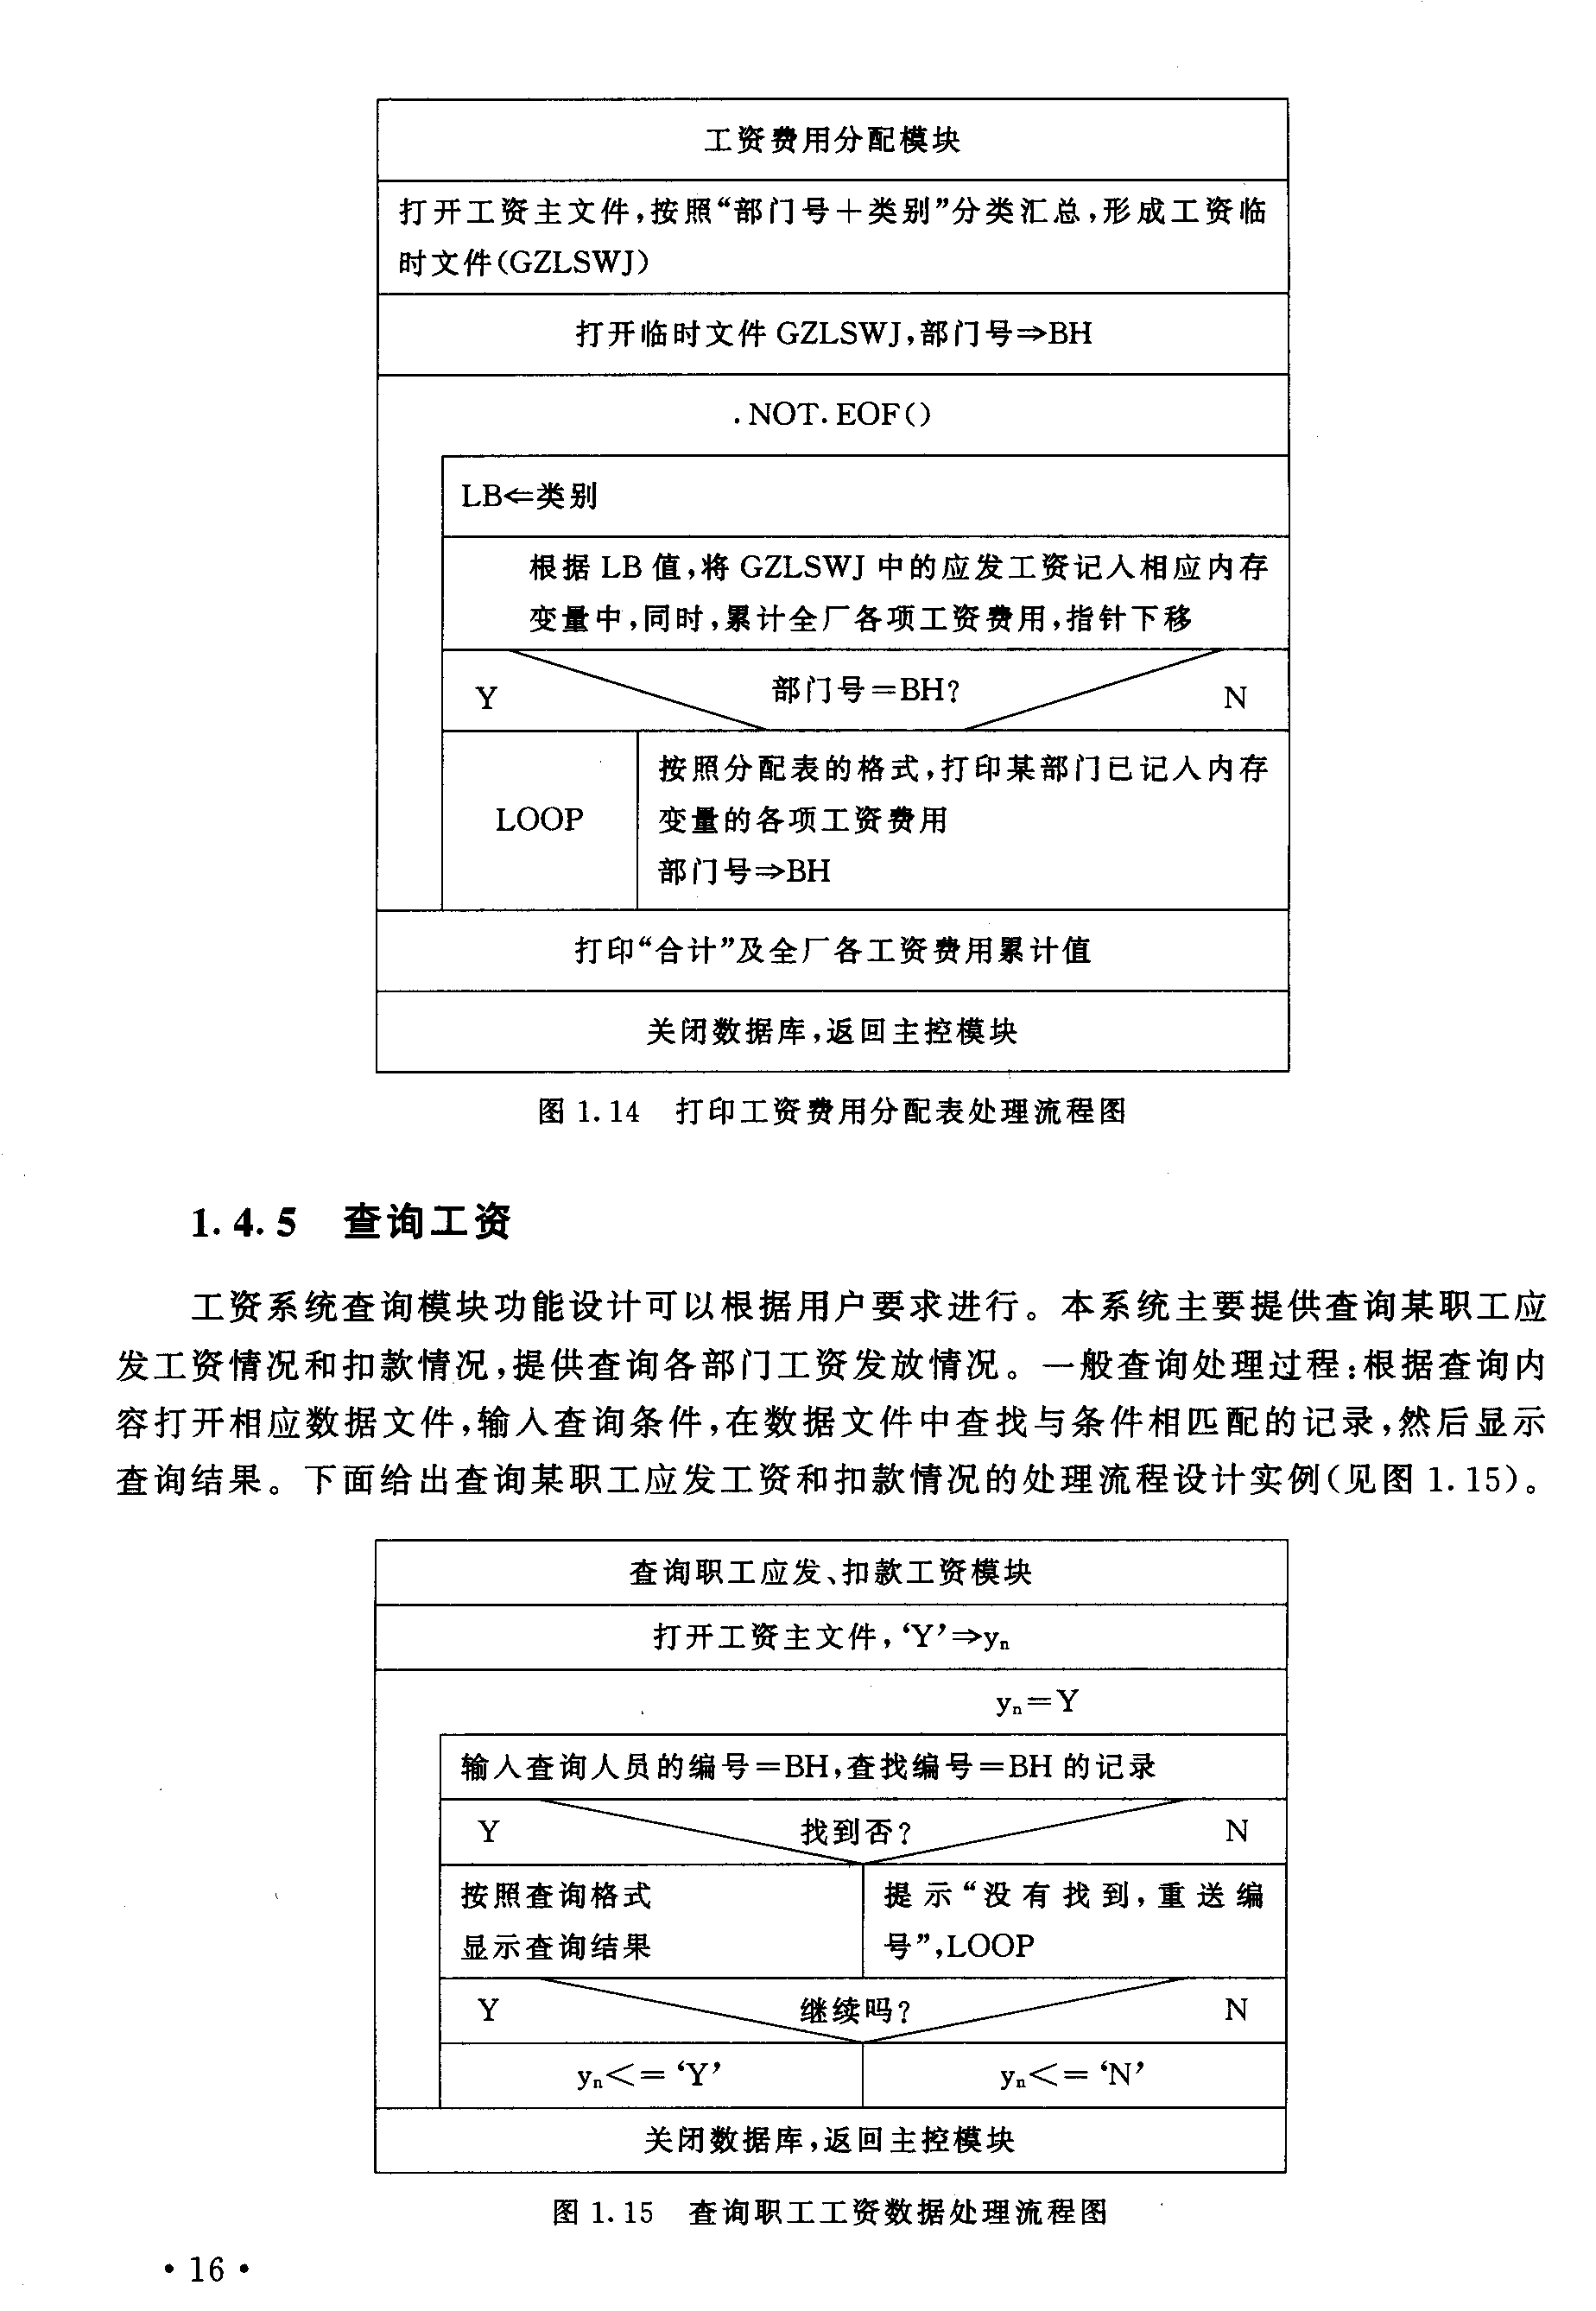 工资费用分配模块
打开工资主文件,按照“部门号＋类别”分类汇总,形成工资临
时文件(GZLSWJ)
打开临时文件 GZLSWJ,部门号⇒BH
.NOT. EOF()
LB⇐类别
根据 LB 值,将 GZLSWJ 中的应发工资记入相应内存
变量中,同时,累计全厂各项工资费用,指针下移
Y 部门号＝BH? N
按照分配表的格式,打印某部门已记入内存
LOOP 变量的各项工资费用
部门号⇒BH
打印“合计”及全厂各工资费用累计值
关闭数据库,返回主控模块
图 1.14 打印工资费用分配表处理流程图
1.4.5 查询工资
工资系统查询模块功能设计可以根据用户要求进行。本系统主要提供查询某职工应
发工资情况和扣款情况,提供查询各部门工资发放情况。一般查询处理过程:根据查询内
容打开相应数据文件,输入查询条件,在数据文件中查找与条件相匹配的记录,然后显示
查询结果。下面给出查询某职工应发工资和扣款情况的处理流程设计实例(见图 1.15)。
查询职工应发、扣款工资模块
打开工资主文件,‘Y’⇒yn
yn＝Y
输入查询人员的编号＝BH,查找编号＝BH 的记录
Y 找到否? N
按照查询格式 提示“没有找到,重送编
显示查询结果 号”,LOOP
Y 继续吗? N
yn<＝‘Y’ yn<＝‘N’
关闭数据库,返回主控模块
图 1.15 查询职工工资数据处理流程图
·16·